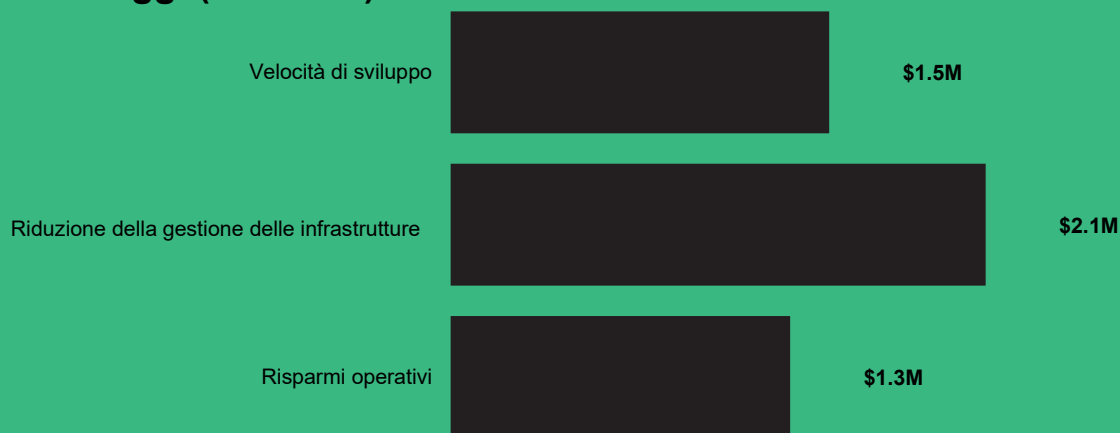 Velocità di sviluppo
$1.5M
Riduzione della gestione delle infrastrutture
$2.1M
Risparmi operativi
$1.3M